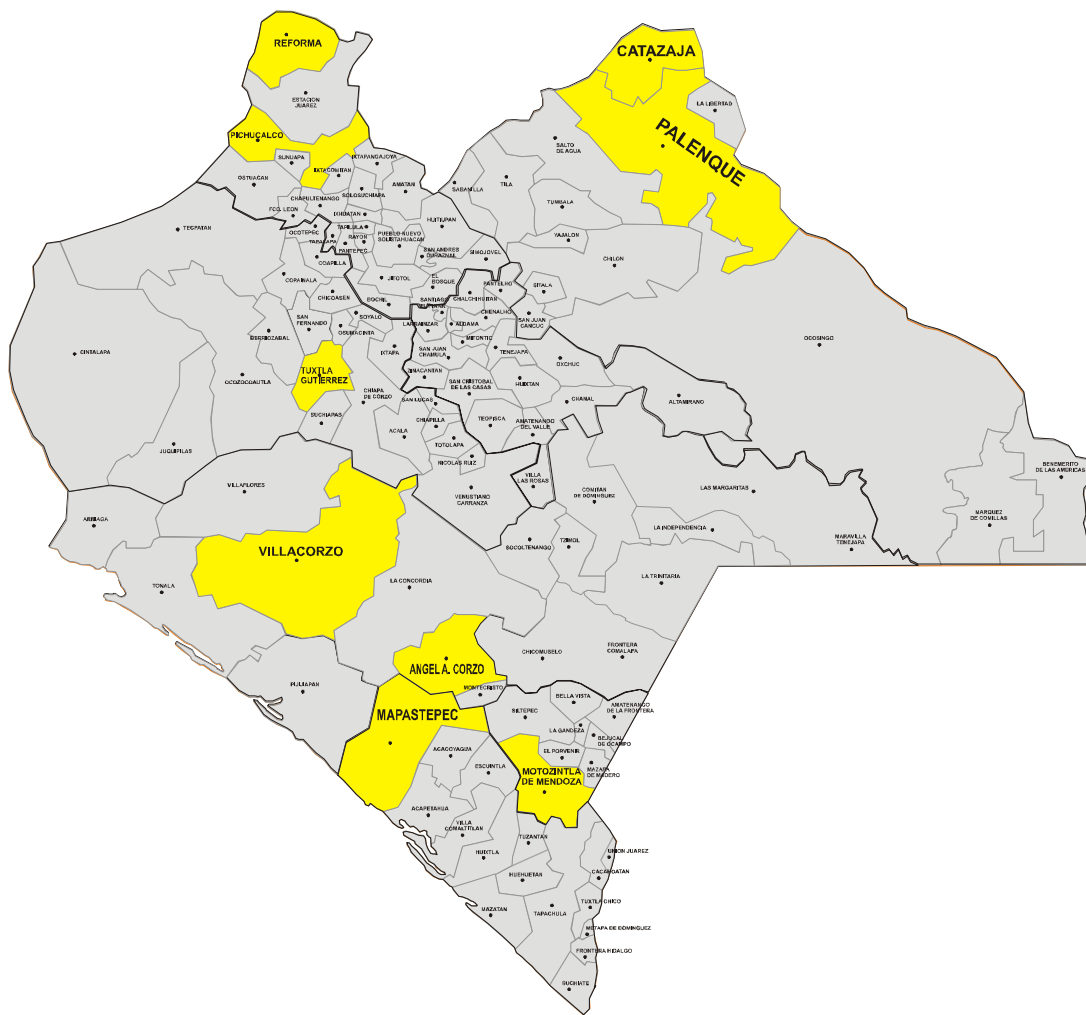 REFORMA
CATAZAJA
ESTACION
JUAREZ
LA LIBERTAD
PICHUCALCO
PALENQUE
SALTO
DE AGUA
SUNUAPA
IXTAPANGAJOYA
IXTACOMITAN
OSTUACAN
SOLOSUCHIAPA
AMATAN
SABANILLA
TILA
CHAPULTENANGO
TUMBALA
FCO. LEON
IXHUATAN
HUITIUPAN
TECPATAN
OCOTEPEC
TAPILULA
TAPALAPA
RAYON
PUEBLO NUEVO
SOLISTAHUACAN
YAJALON
PANTEPEC
SAN ANDRES
DURAZNAL
SIMOJOVEL
COAPILLA
CHILON
COPAINALA
JITOTOL
EL
BOSQUE
PANTELHO
SITALA
CHICOASEN
CHALCHIHUITAN
BOCHIL
SANTIAGO
SAN
FERNANDO
SOYALO
CHENALHO
SAN JUAN
CANCUC
BERRIOZABAL
OSUMACINTA
LARRAINZAR
ALDAMA
MITONTIC
OCOSINGO
CINTALAPA
IXTAPA
SAN JUAN
CHAMULA
TENEJAPA
OXCHUC
TUXTLA
GUTIERREZ
ZINACANTAN
OCOZOCOAUTLA
CHIAPA
DE CORZO
SAN CRISTOBAL
DE LAS CASAS
HUIXTAN
ALTAMIRANO
SAN LUCAS
CHANAL
SUCHIAPAS
ACALA
CHIAPILLA
TEOPISCA
AMATENANGO
DEL VALLE
JIQUIPILAS
TOTOLAPA
NICOLAS RUIZ
BENEMERITO
DE LAS AMERICAS
VILLAFLORES
VENUSTIANO
CARRANZA
VILLA
LAS ROSAS
COMITAN
DE DOMINGUEZ
LAS MARGARITAS
ARRIAGA
MARQUEZ
DE COMILLAS
LA INDEPENDENCIA
MARAVILLA
TENEJAPA
VILLACORZO
SOCOLTENANGO
TZIMOL
TONALA
LA CONCORDIA
LA TRINITARIA
ANGEL A. CORZO
CHICOMUSELO
FRONTERA
COMALAPA
PIJIJIAPAN
MONTECRISTO
BELLA VISTA
AMATENANGO
DE LA FRONTERA
MAPASTEPEC
SILTEPEC
LA GANDEZA
BEJUCAL
DE OCAMPO
ACACOYAGUA
EL PORVENIR
ESCUINTLA
MOTOZINTLA
DE MENDOZA
MAZAPA
DE MADERO
ACAPETAHUA
VILLA
COMALTITLAN
TUZANTAN
HUIXTLA
UNION JUAREZ
HUEHUETAN
CACAHOATAN
MAZATAN
TAPACHULA
TUXTLA CHICO
METAPA DE DOMINGUEZ
FRONTERA HIDALGO
SUCHIATE